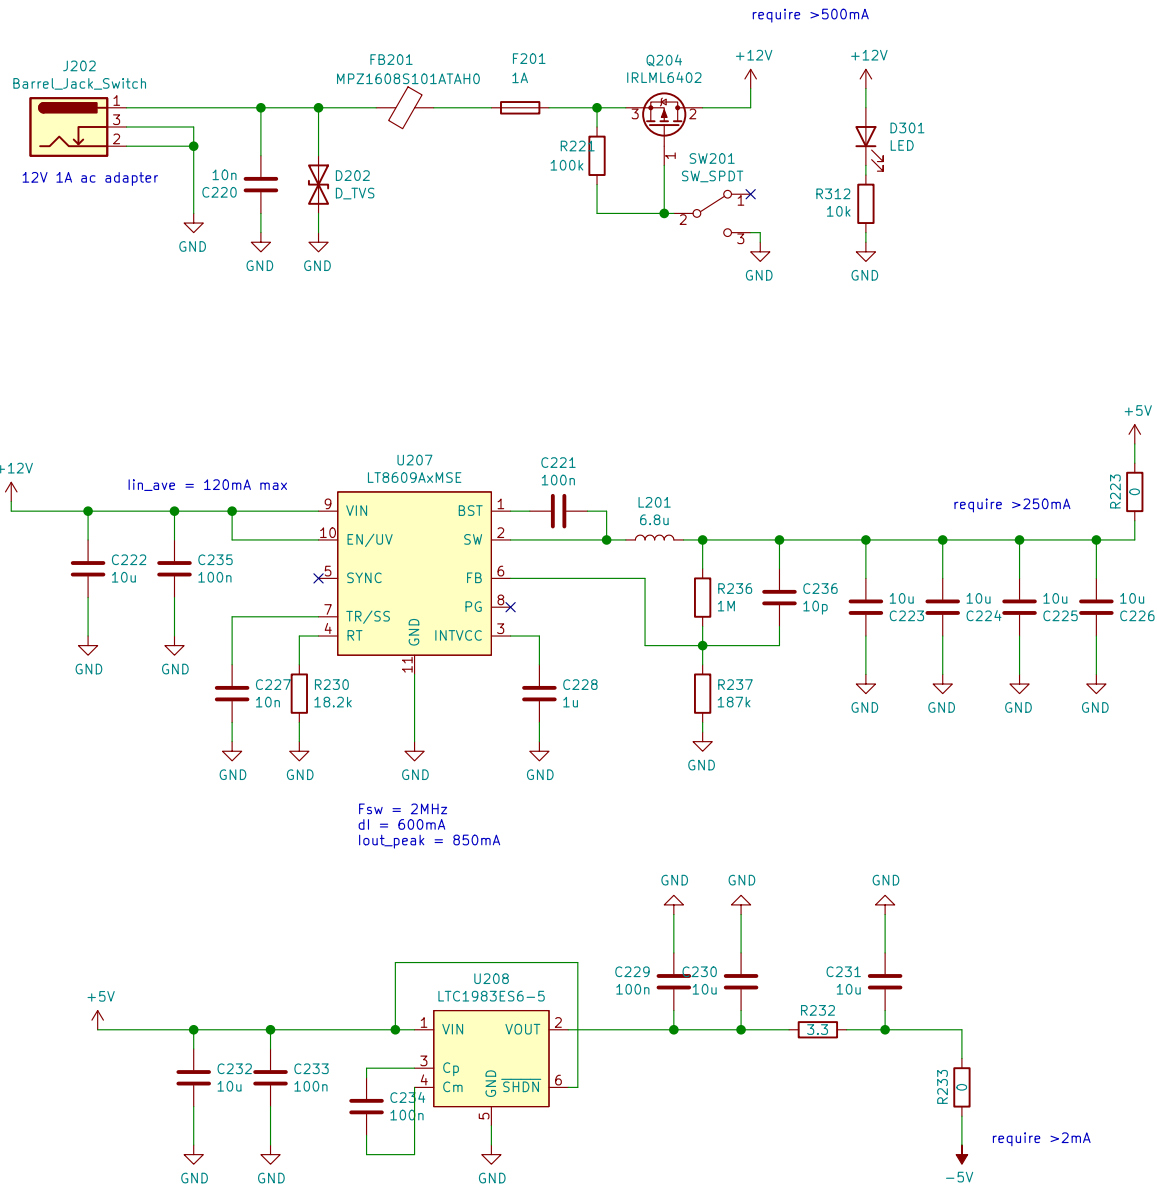 require >500mA
J202
Barrel_Jack_Switch
1
3
2
12V 1A ac adapter
GND
10n
C220
GND
D202
D_TVS
GND
FB201
MPZ1608S101ATAH0
F201
1A
R221
100k
Q204
IRLML6402
3
2
1
+12V
SW201
SW_SPDT
1
2
3
GND
+12V
D301
LED
R312
10k
GND
+12V
Iin_ave = 120mA max
C222
10u
GND
C235
100n
GND
U207
LT8609AxMSE
9
VIN
10
EN/UV
5
SYNC
7
TR/SS
4
RT
BST
1
SW
2
FB
6
PG
8
INTVCC
3
GND
11
C227
10n
GND
R230
18.2k
GND
GND
C228
1u
GND
C221
100n
L201
6.8u
R236
1M
C236
10p
R237
187k
GND
require >250mA
+5V
R223
0
10u
C223
GND
10u
C224
GND
10u
C225
GND
10u
C226
GND
Fsw = 2MHz
dI = 600mA
Iout_peak = 850mA
+5V
C232
10u
GND
C233
100n
GND
C234
100n
U208
LTC1983ES6-5
1
VIN
VOUT
2
3
Cp
4
Cm
GND
5
SHDN
6
GND
GND
C229
100n
GND
C230
10u
GND
C231
10u
R232
3.3
R233
0
require >2mA
-5V